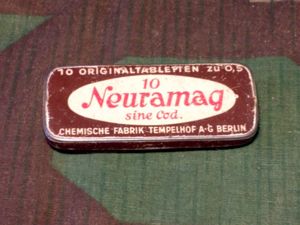 10 ORIGINALTABLETTEN ZU 0,5
10
Neuramag
sine Cod.
CHEMISCHE FABRIK TEMPELHOF A-G BERLIN